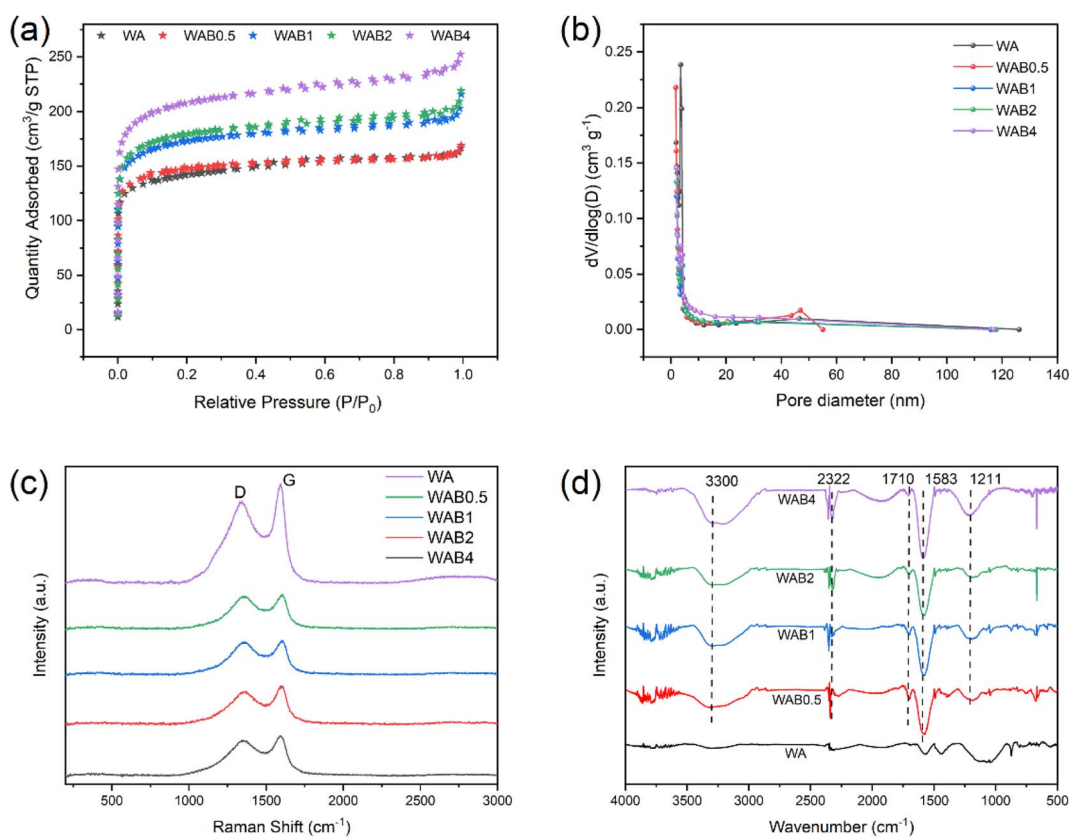 (a)
WA WAB0.5 WAB1 WAB2 WAB4
250
200
150
100
50
0
0.0 0.2 0.4 0.6 0.8 1.0
Quantity Adsorbed (cm³/g STP)
Relative Pressure (P/P₀)
(b)
WA
WAB0.5
WAB1
WAB2
WAB4
0.25
0.20
0.15
0.10
0.05
0.00
0 20 40 60 80 100 120 140
dV/dlog(D) (cm³ g⁻¹)
Pore diameter (nm)
(c)
D
G
WA
WAB0.5
WAB1
WAB2
WAB4
500 1000 1500 2000 2500 3000
Intensity (a.u.)
Raman Shift (cm⁻¹)
(d)
3300 2322 1710 1583 1211
WAB4
WAB2
WAB1
WAB0.5
WA
4000 3500 3000 2500 2000 1500 1000 500
Intensity (a.u.)
Wavenumber (cm⁻¹)